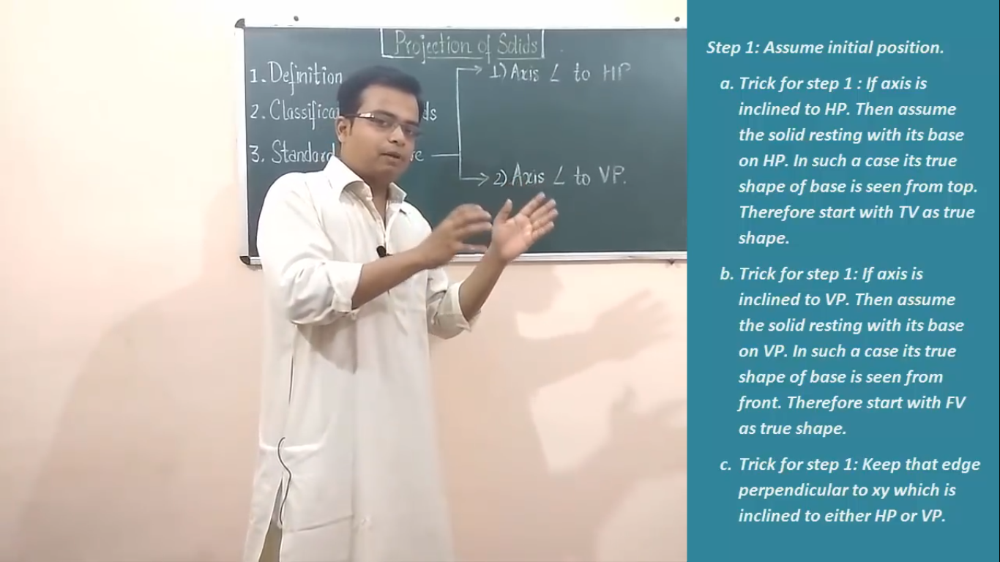 Projection of Solids
1. Definition
2. Classifica ds
3. Standard e
1) Axis ∠ to HP
2) Axis ∠ to VP.
Step 1: Assume initial position.
a. Trick for step 1 : If axis is
inclined to HP. Then assume
the solid resting with its base
on HP. In such a case its true
shape of base is seen from top.
Therefore start with TV as true
shape.
b. Trick for step 1: If axis is
inclined to VP. Then assume
the solid resting with its base
on VP. In such a case its true
shape of base is seen from
front. Therefore start with FV
as true shape.
c. Trick for step 1: Keep that edge
perpendicular to xy which is
inclined to either HP or VP.